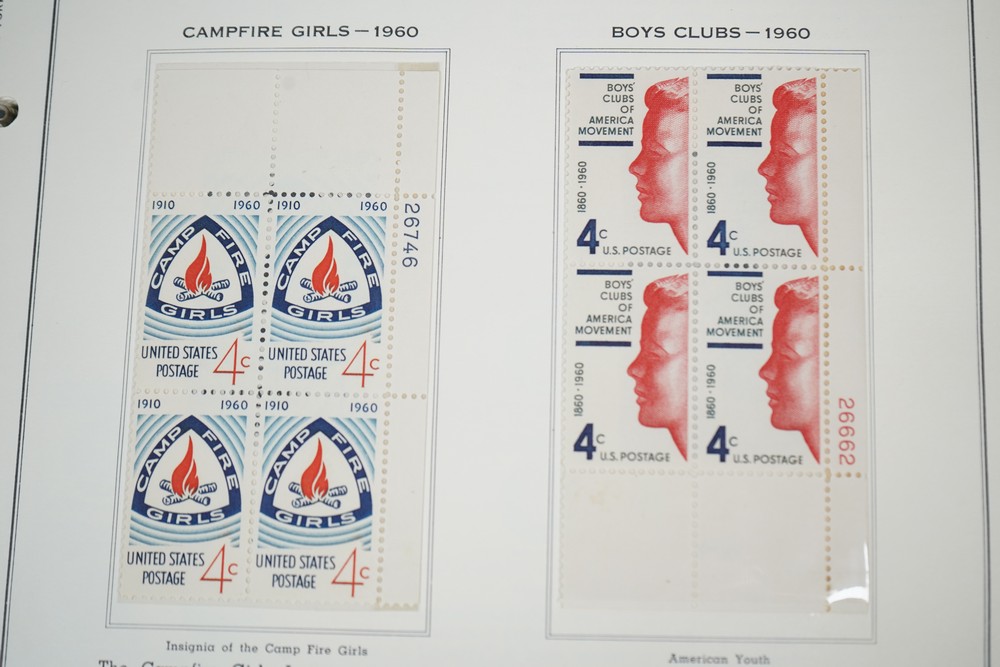 CAMPFIRE GIRLS — 1960
1910 1960
CAMP FIRE
GIRLS
UNITED STATES
POSTAGE 4c
1910 1960
CAMP FIRE
GIRLS
UNITED STATES
POSTAGE 4c
26746
1910 1960
CAMP FIRE
GIRLS
UNITED STATES
POSTAGE 4c
1910 1960
CAMP FIRE
GIRLS
UNITED STATES
POSTAGE 4c
Insignia of the Camp Fire Girls
BOYS CLUBS — 1960
BOYS'
CLUBS
OF
AMERICA
MOVEMENT
1860 · 1960
4c
U.S. POSTAGE
BOYS'
CLUBS
OF
AMERICA
MOVEMENT
1860 · 1960
4c
U.S. POSTAGE
BOYS'
CLUBS
OF
AMERICA
MOVEMENT
1860 · 1960
4c
U.S. POSTAGE
BOYS'
CLUBS
OF
AMERICA
MOVEMENT
1860 · 1960
4c
U.S. POSTAGE
26662
American Youth